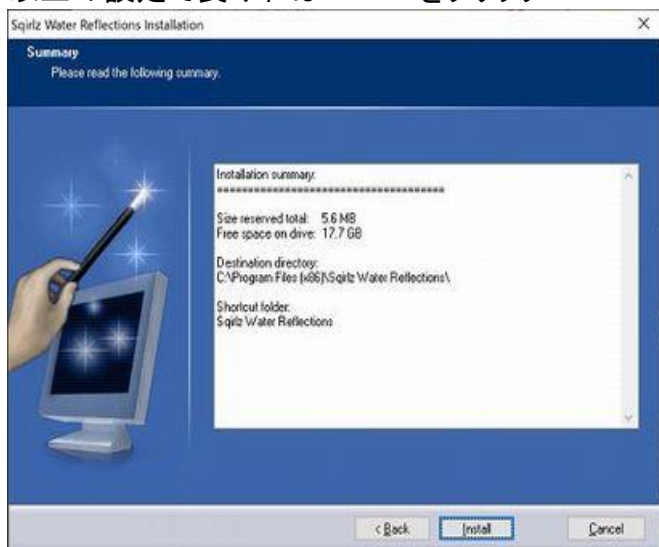 Sqirlz Water Reflections Installation
Summary
Please read the following summary.
Installation summary:
=====================================
Size reserved total: 5.6 MB
Free space on drive: 17.7 GB
Destination directory:
C:\Program Files (x86)\Sqirlz Water Reflections\
Shortcut folder:
Sqirlz Water Reflections
< Back
Install
Cancel